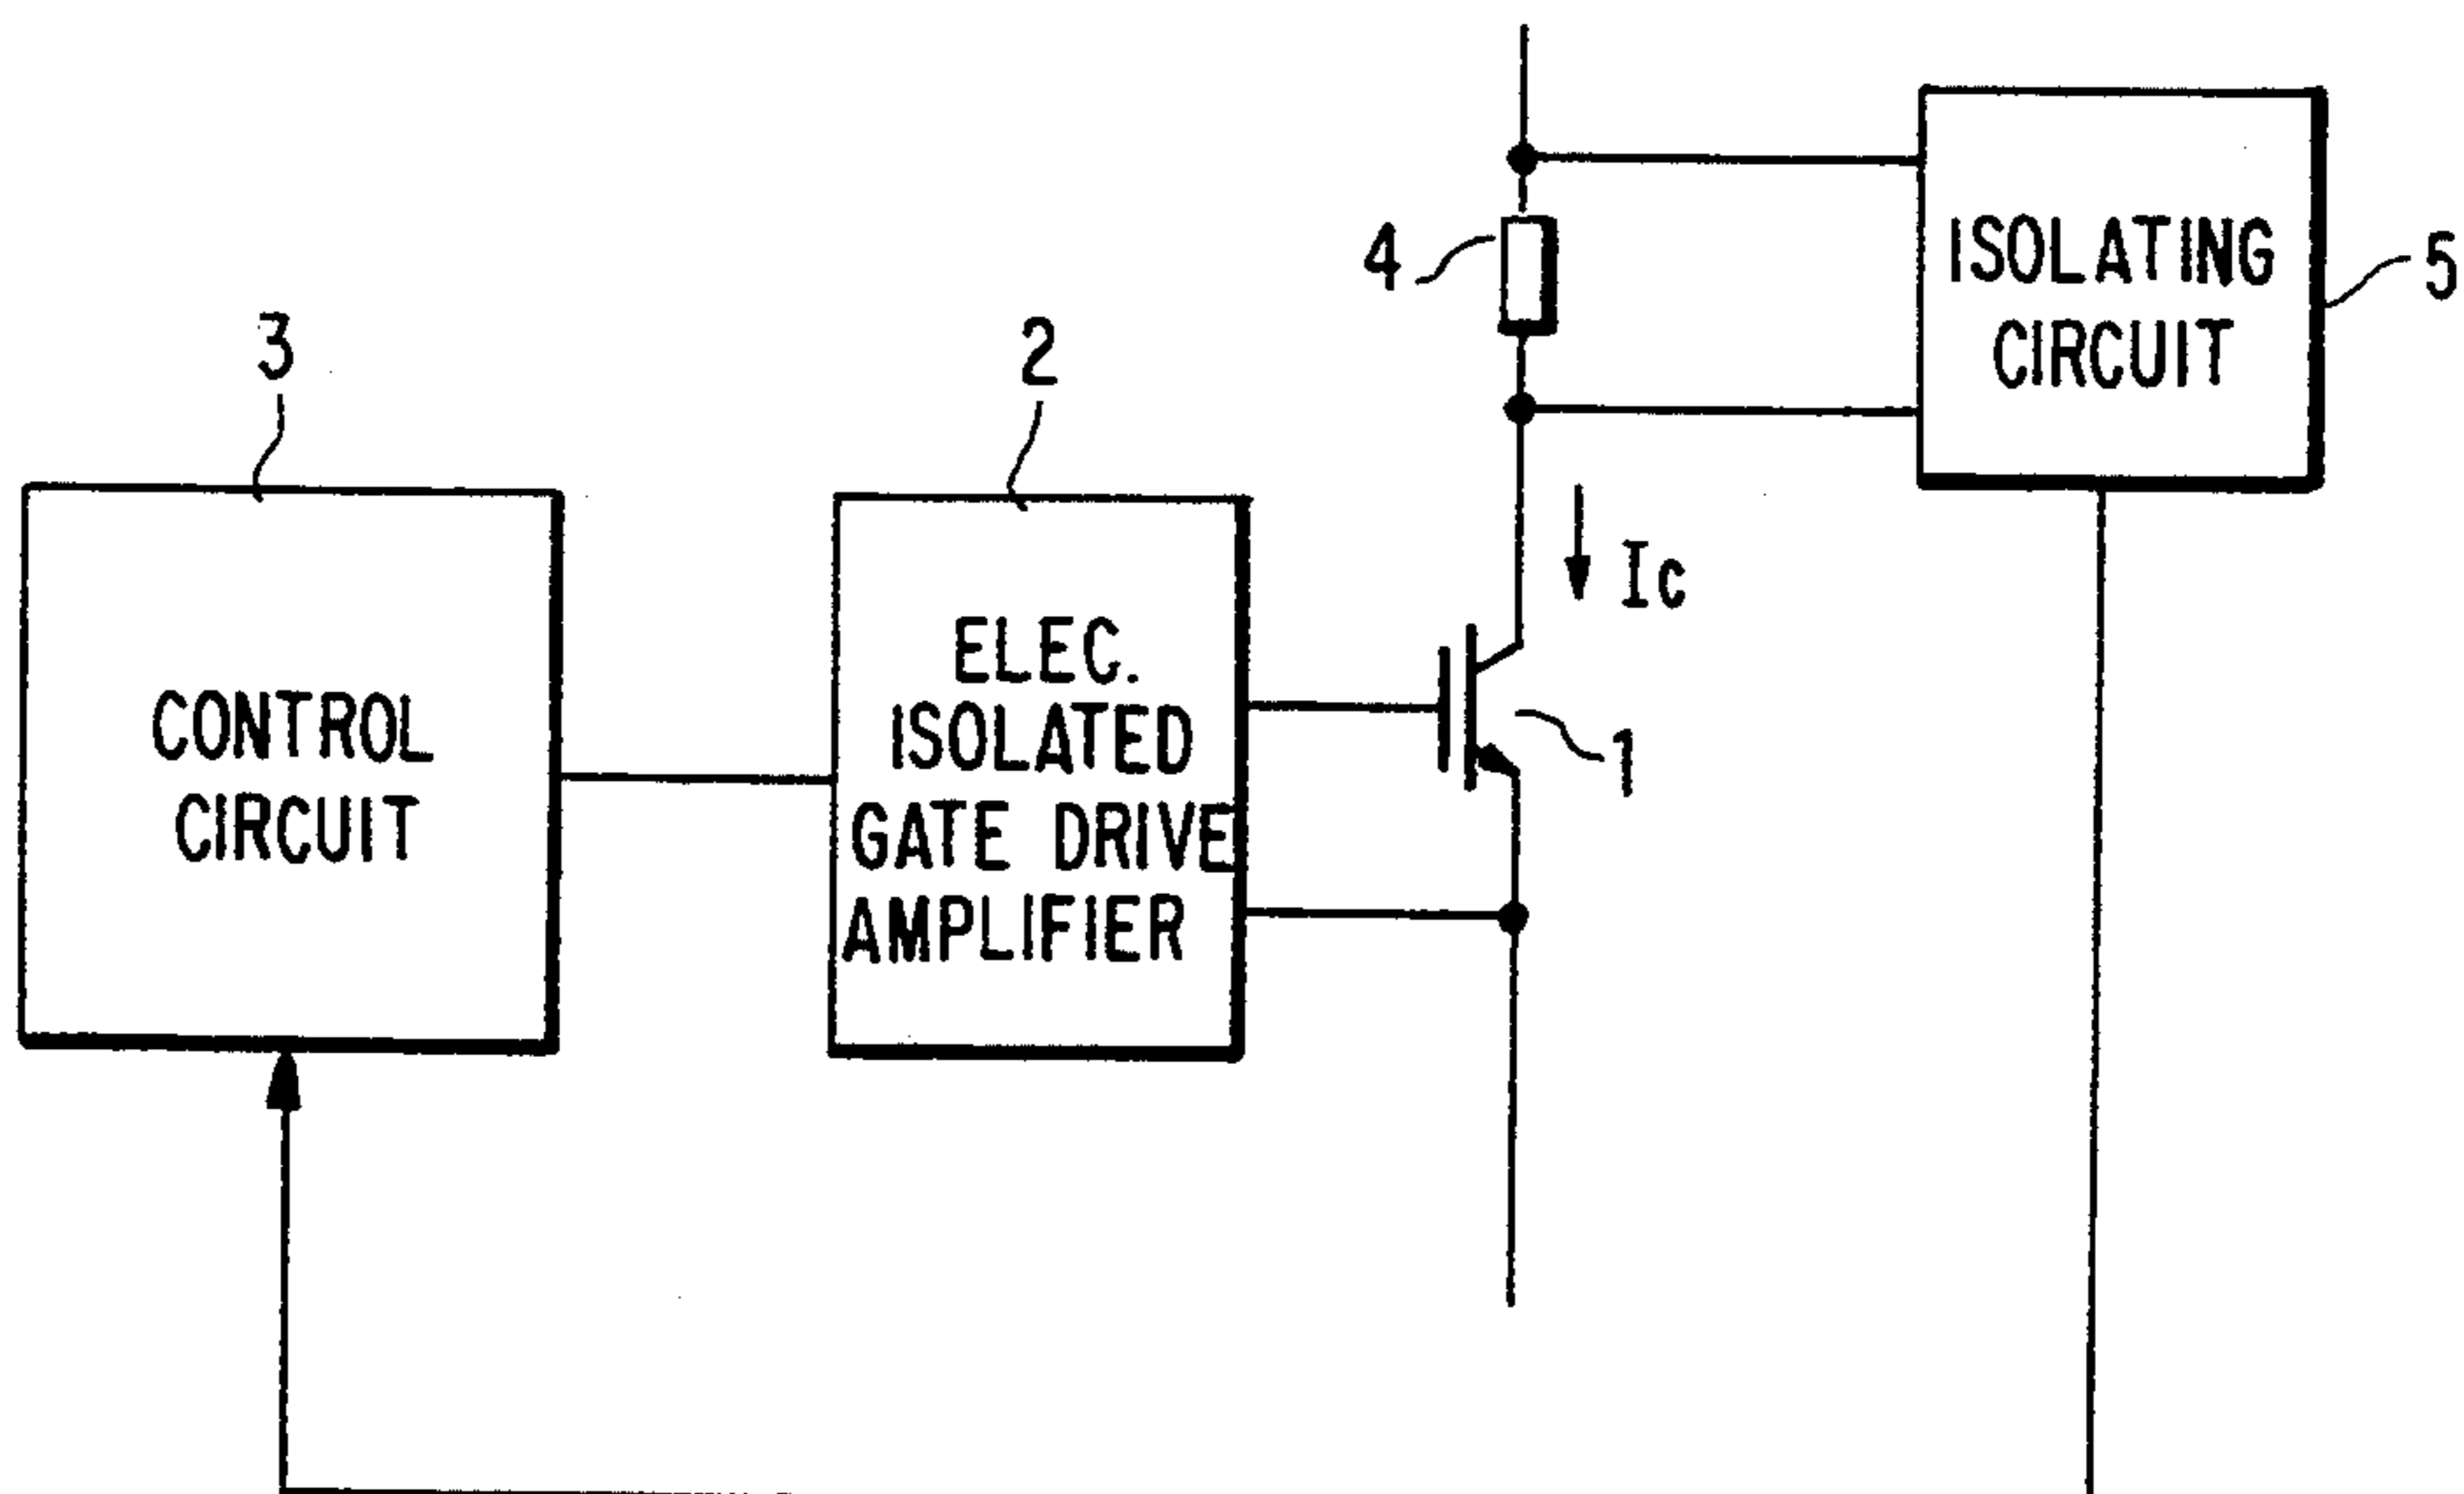 4
ISOLATING
CIRCUIT
5
3
2
Ic
CONTROL
CIRCUIT
ELEC.
ISOLATED
GATE DRIVE
AMPLIFIER
1